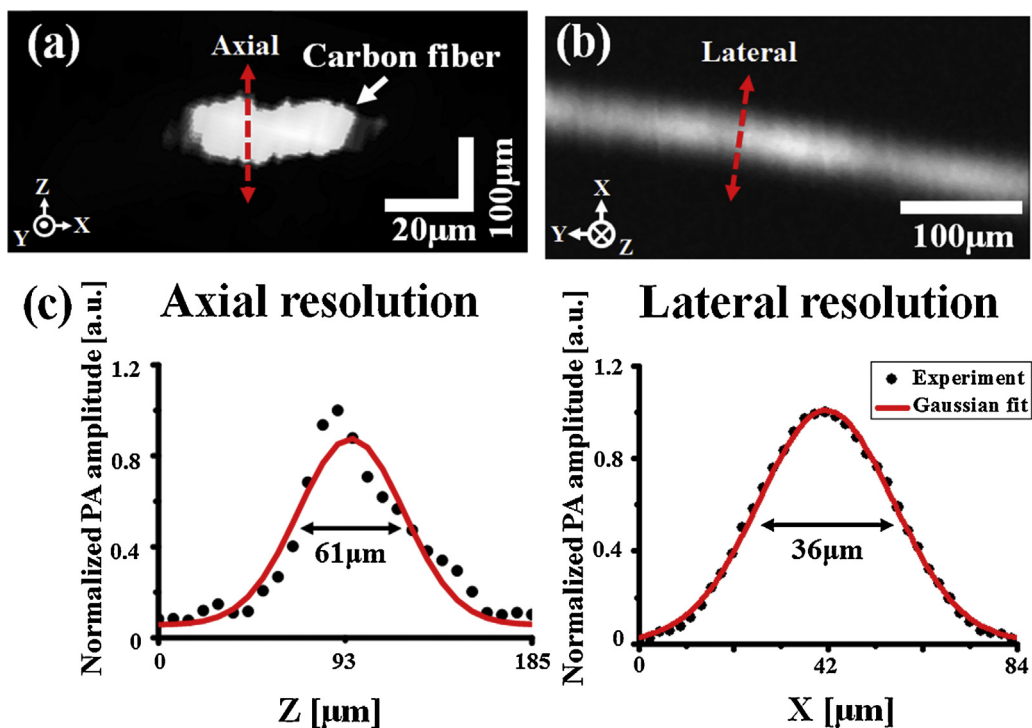 (a)
Axial
Carbon fiber
Z
Y
X
20μm
100μm
(b)
Lateral
X
Y
Z
100μm
(c)
Axial resolution
Normalized PA amplitude [a.u.]
1.2
0.8
0.4
0
61μm
0
93
185
Z [μm]
Lateral resolution
Normalized PA amplitude [a.u.]
1.2
0.8
0.4
0
Experiment
Gaussian fit
36μm
0
42
84
X [μm]